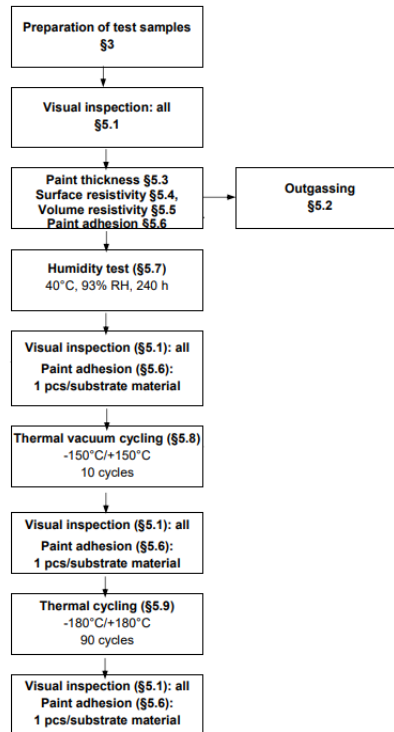 Preparation of test samples
§3
Visual inspection: all
§5.1
Paint thickness §5.3
Surface resistivity §5.4,
Volume resistivity §5.5
Paint adhesion §5.6
Outgassing
§5.2
Humidity test (§5.7)
40°C, 93% RH, 240 h
Visual inspection (§5.1): all
Paint adhesion (§5.6):
1 pcs/substrate material
Thermal vacuum cycling (§5.8)
-150°C/+150°C
10 cycles
Visual inspection (§5.1): all
Paint adhesion (§5.6):
1 pcs/substrate material
Thermal cycling (§5.9)
-180°C/+180°C
90 cycles
Visual inspection (§5.1): all
Paint adhesion (§5.6):
1 pcs/substrate material